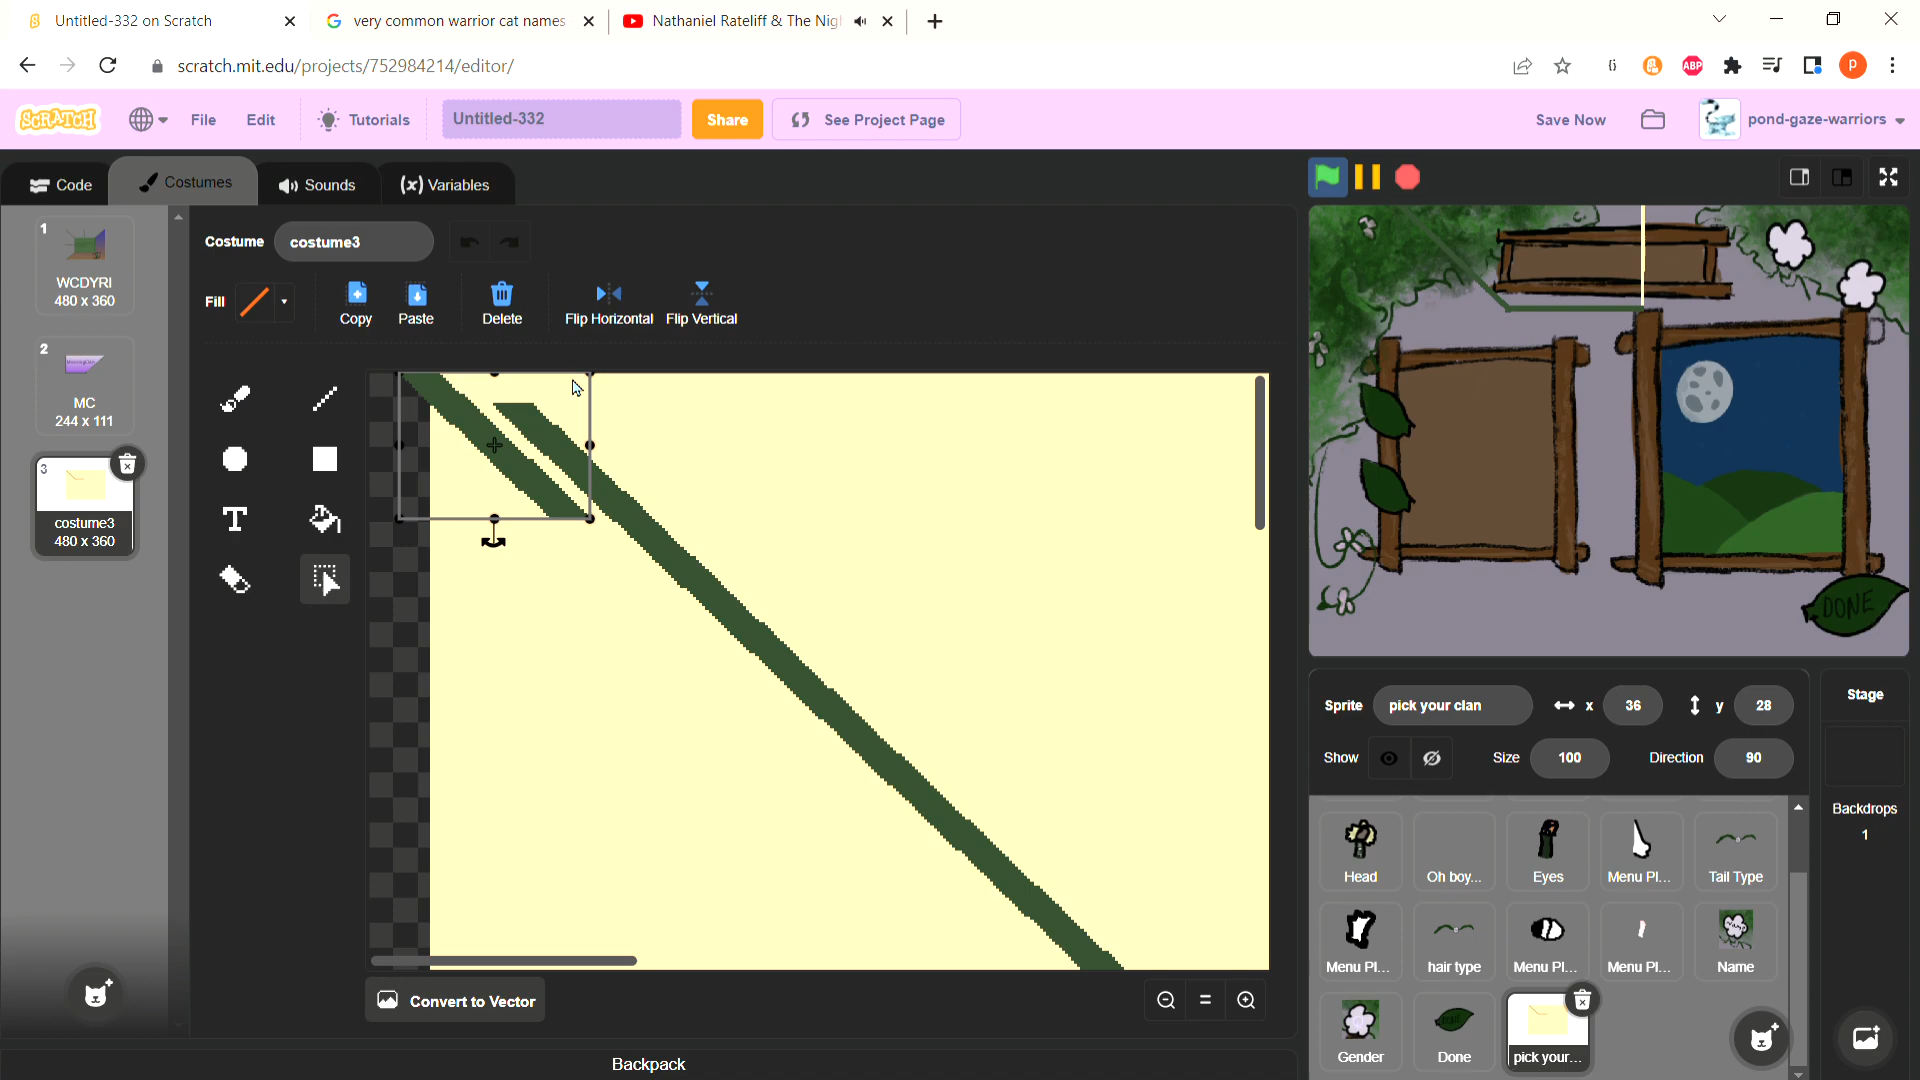 Untitled-332 on Scratch
very common warrior cat names
Nathaniel Rateliff & The Nig
scratch.mit.edu/projects/752984214/editor/
ABP
p
SCRATCH
File
Edit
Tutorials
Untitled-332
Share
See Project Page
Save Now
pond-gaze-warriors
Code
Costumes
Sounds
(x) Variables
1
WCDYRI
480 x 360
2
MC
244 x 111
3
costume3
480 x 360
Costume
costume3
Fill
Copy
Paste
Delete
Flip Horizontal
Flip Vertical
T
Convert to Vector
Backpack
DONE
Sprite
pick your clan
x
36
y
28
Show
Size
100
Direction
90
Stage
Backdrops
1
Head
Oh boy...
Eyes
Menu Pl...
Tail Type
Menu Pl...
hair type
Menu Pl...
Menu Pl...
Name
Gender
Done
pick your...